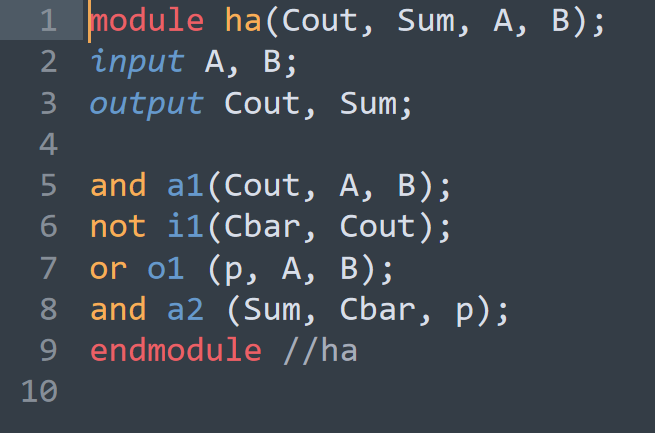 1 module ha(Cout, Sum, A, B);
2 input A, B;
3 output Cout, Sum;
4
5 and a1(Cout, A, B);
6 not i1(Cbar, Cout);
7 or o1 (p, A, B);
8 and a2 (Sum, Cbar, p);
9 endmodule //ha
10